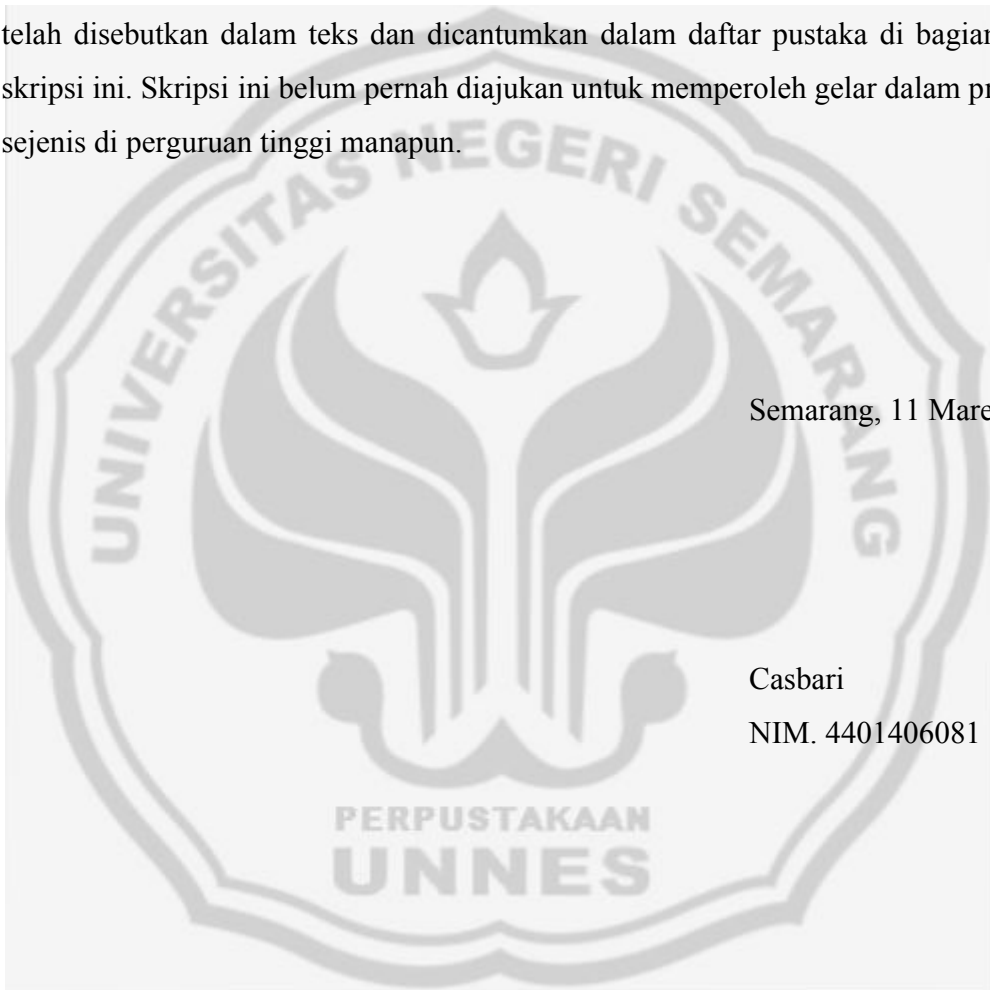 telah disebutkan dalam teks dan dicantumkan dalam daftar pustaka di bagian
skripsi ini. Skripsi ini belum pernah diajukan untuk memperoleh gelar dalam
sejenis di perguruan tinggi manapun.
UNIVERSITAS NEGERI SEMARANG
Semarang, 11 Mare
Casbari
NIM. 4401406081
PERPUSTAKAAN
UNNES